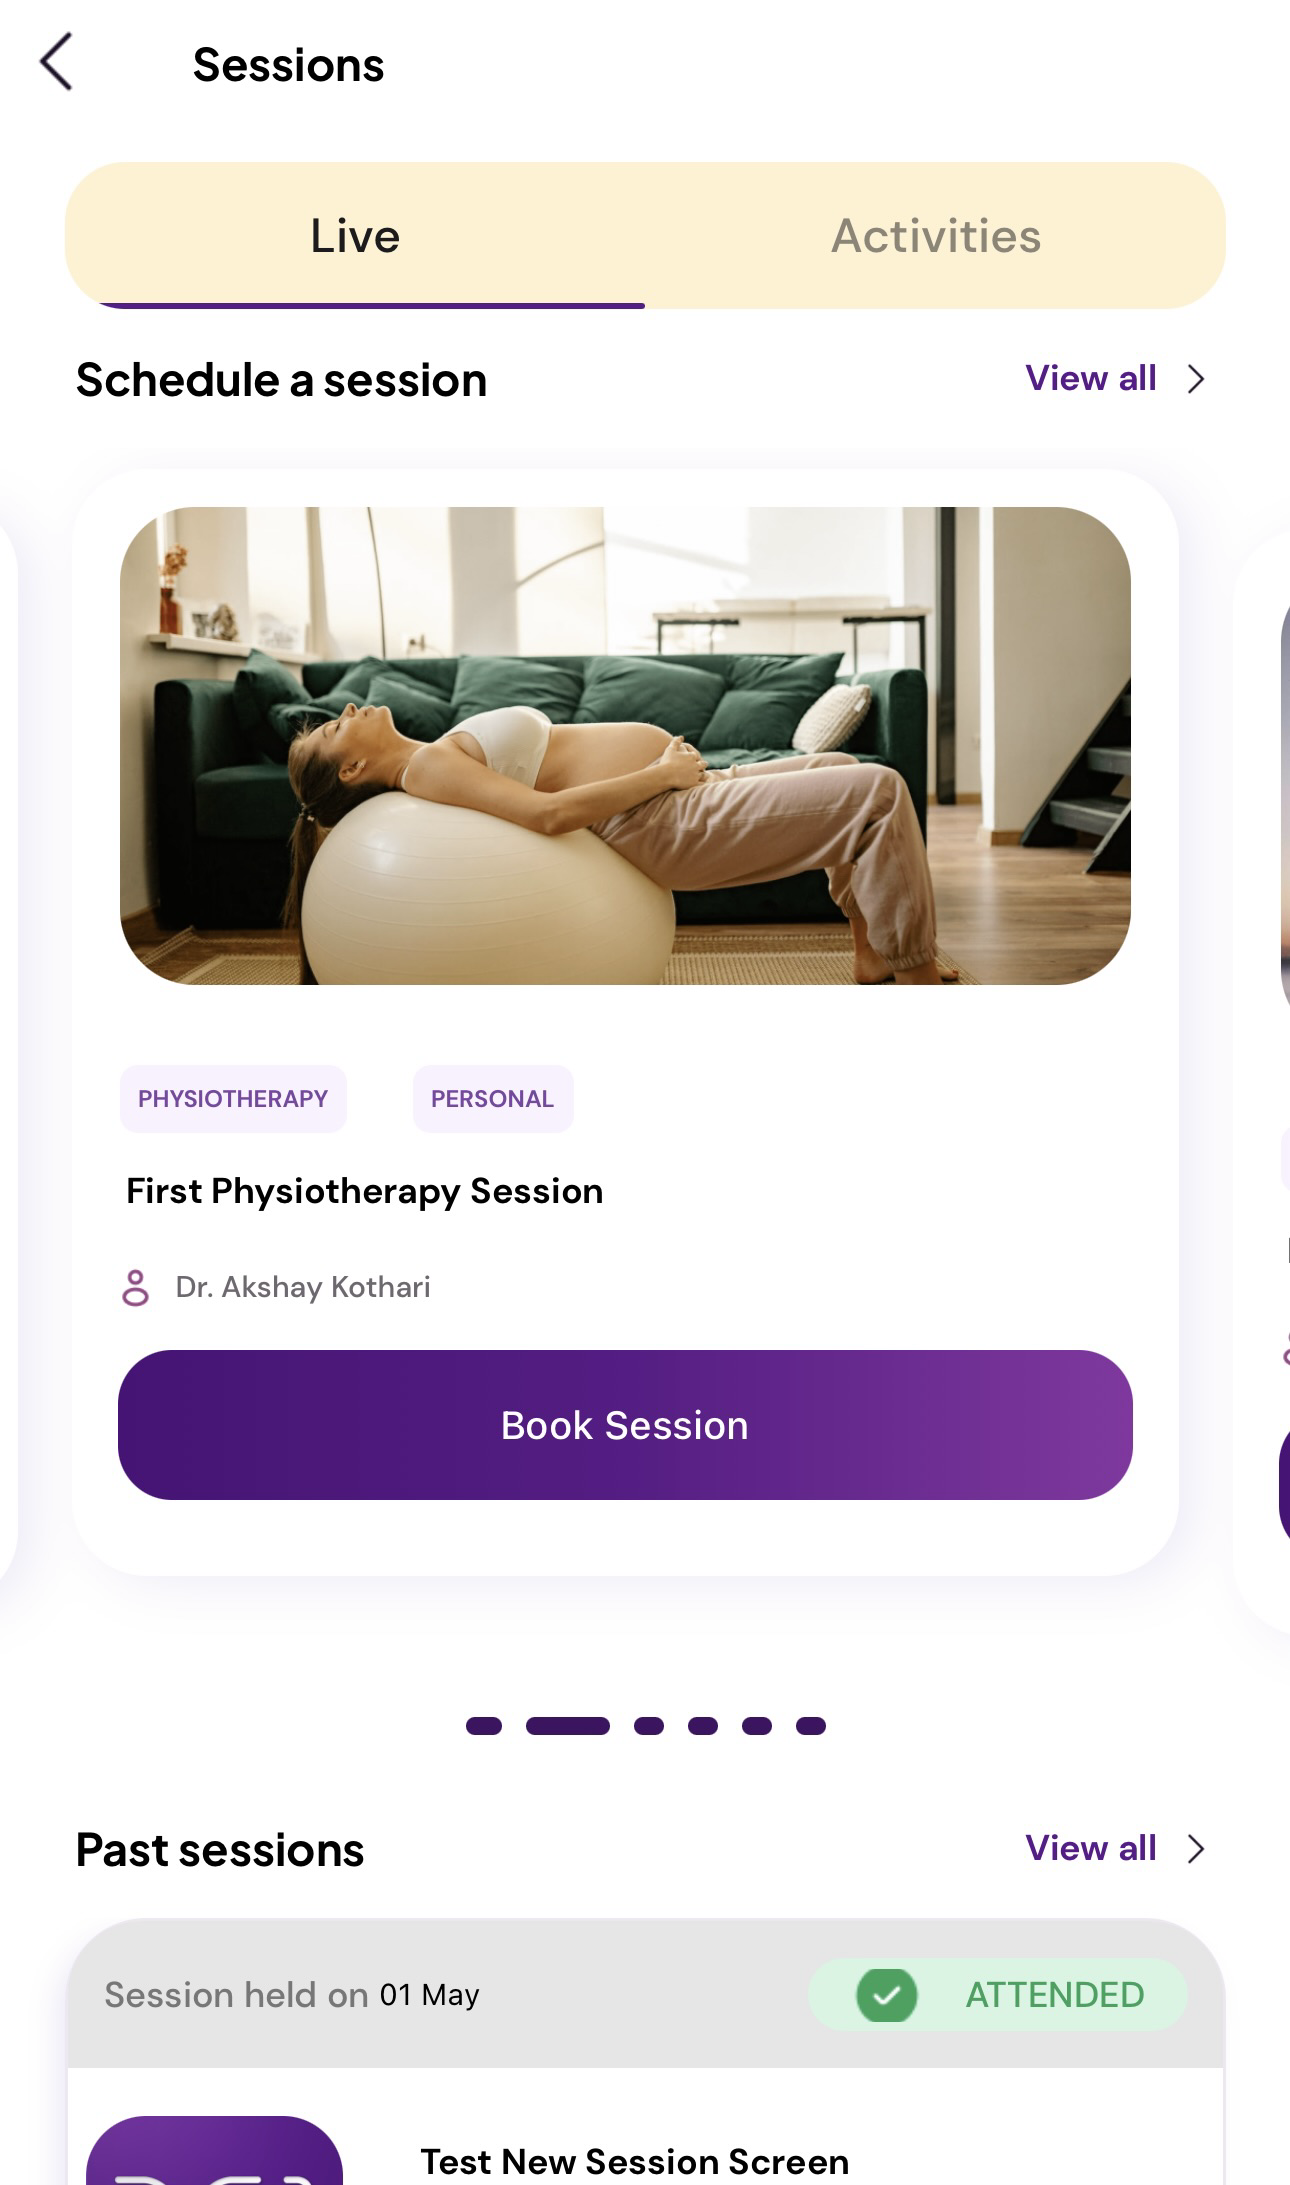 Sessions
Live
Activities
Schedule a session
View all
PHYSIOTHERAPY
PERSONAL
First Physiotherapy Session
Dr. Akshay Kothari
Book Session
Past sessions
View all
Session held on 01 May
ATTENDED
Test New Session Screen